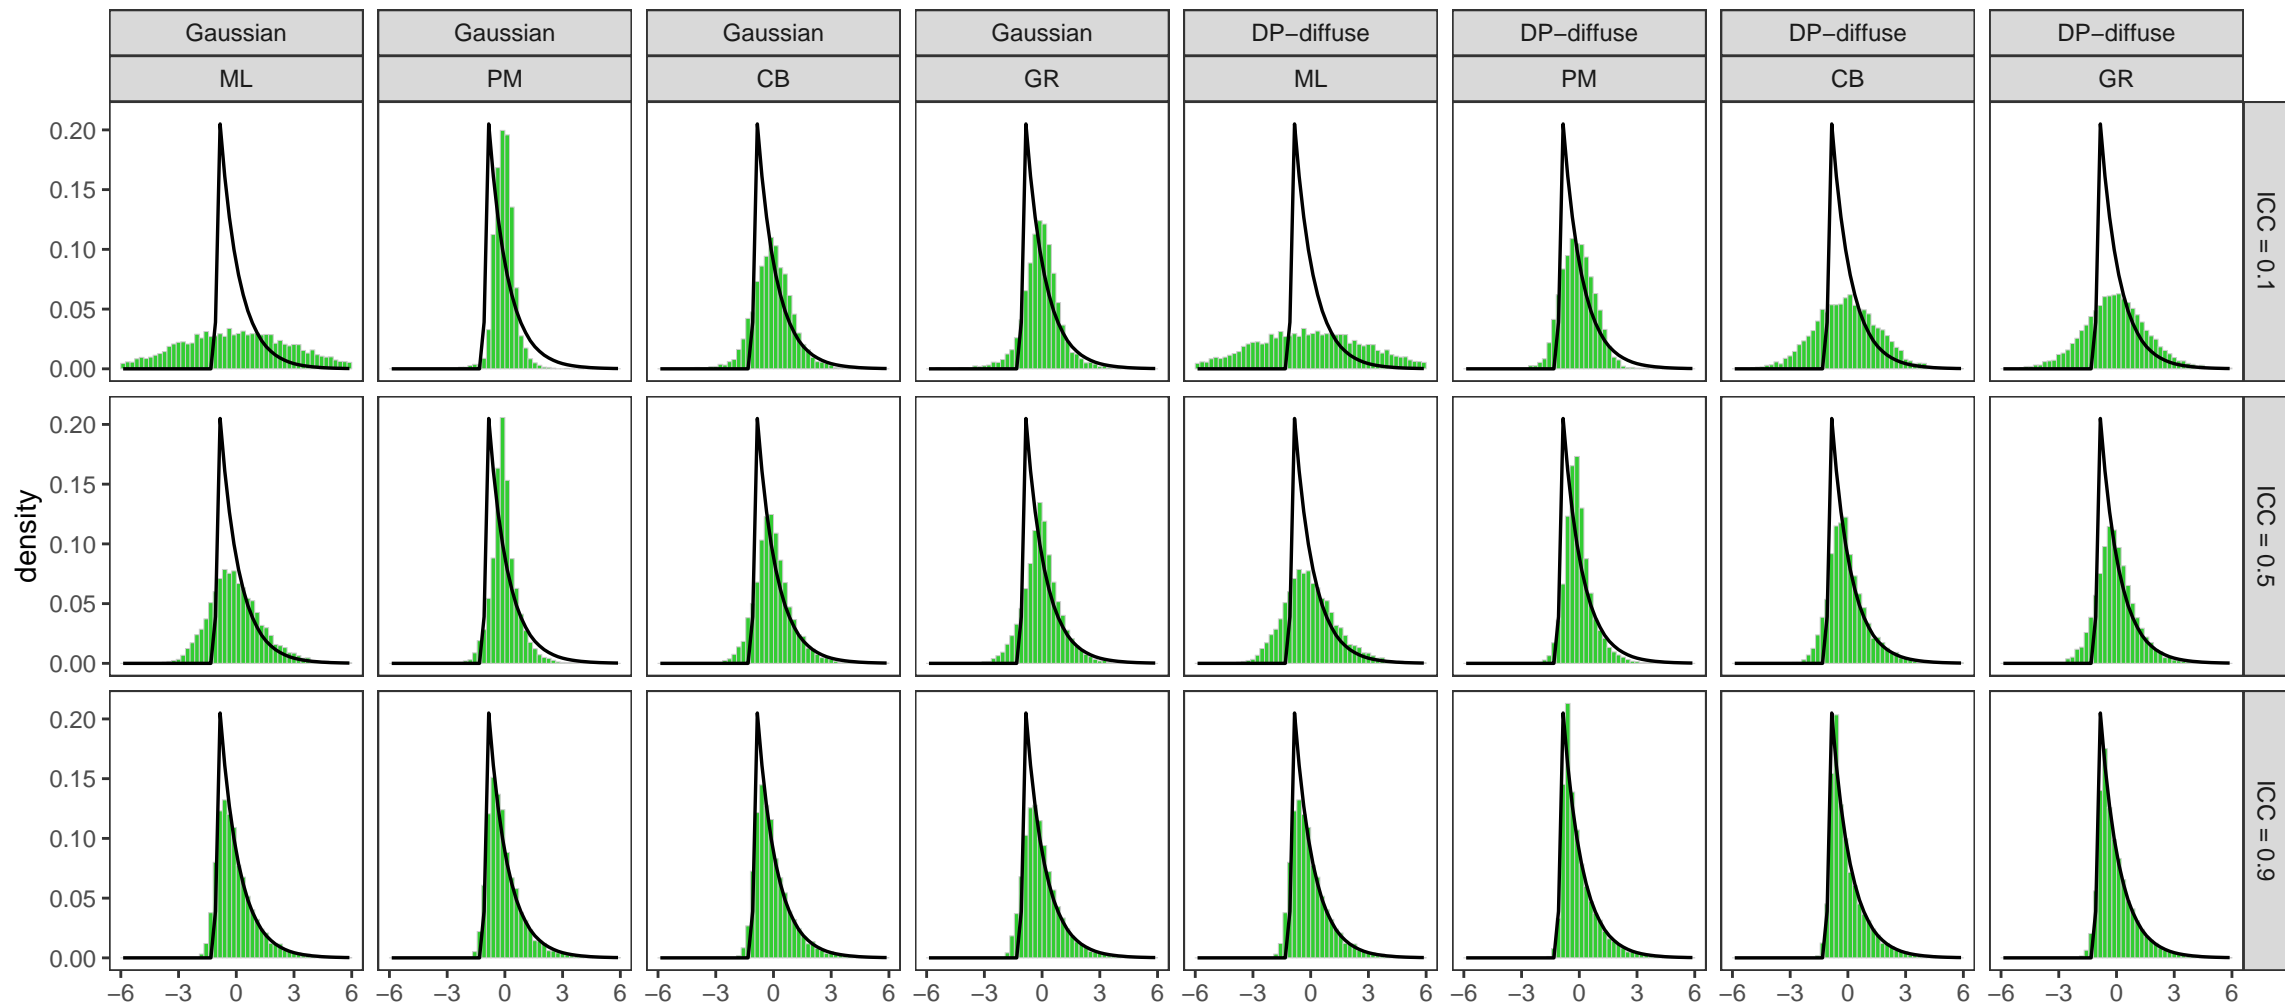 Gaussian Gaussian Gaussian Gaussian DP−diffuse DP−diffuse DP−diffuse DP−diffuse
ML PM CB GR ML PM CB GR
0.20
0.15
0.10
0.05
0.00
ICC = 0.1
0.20
0.15
0.10
0.05
0.00
ICC = 0.5
density
0.20
0.15
0.10
0.05
0.00
ICC = 0.9
−6 −3 0 3 6 −6 −3 0 3 6 −6 −3 0 3 6 −6 −3 0 3 6 −6 −3 0 3 6 −6 −3 0 3 6 −6 −3 0 3 6 −6 −3 0 3 6